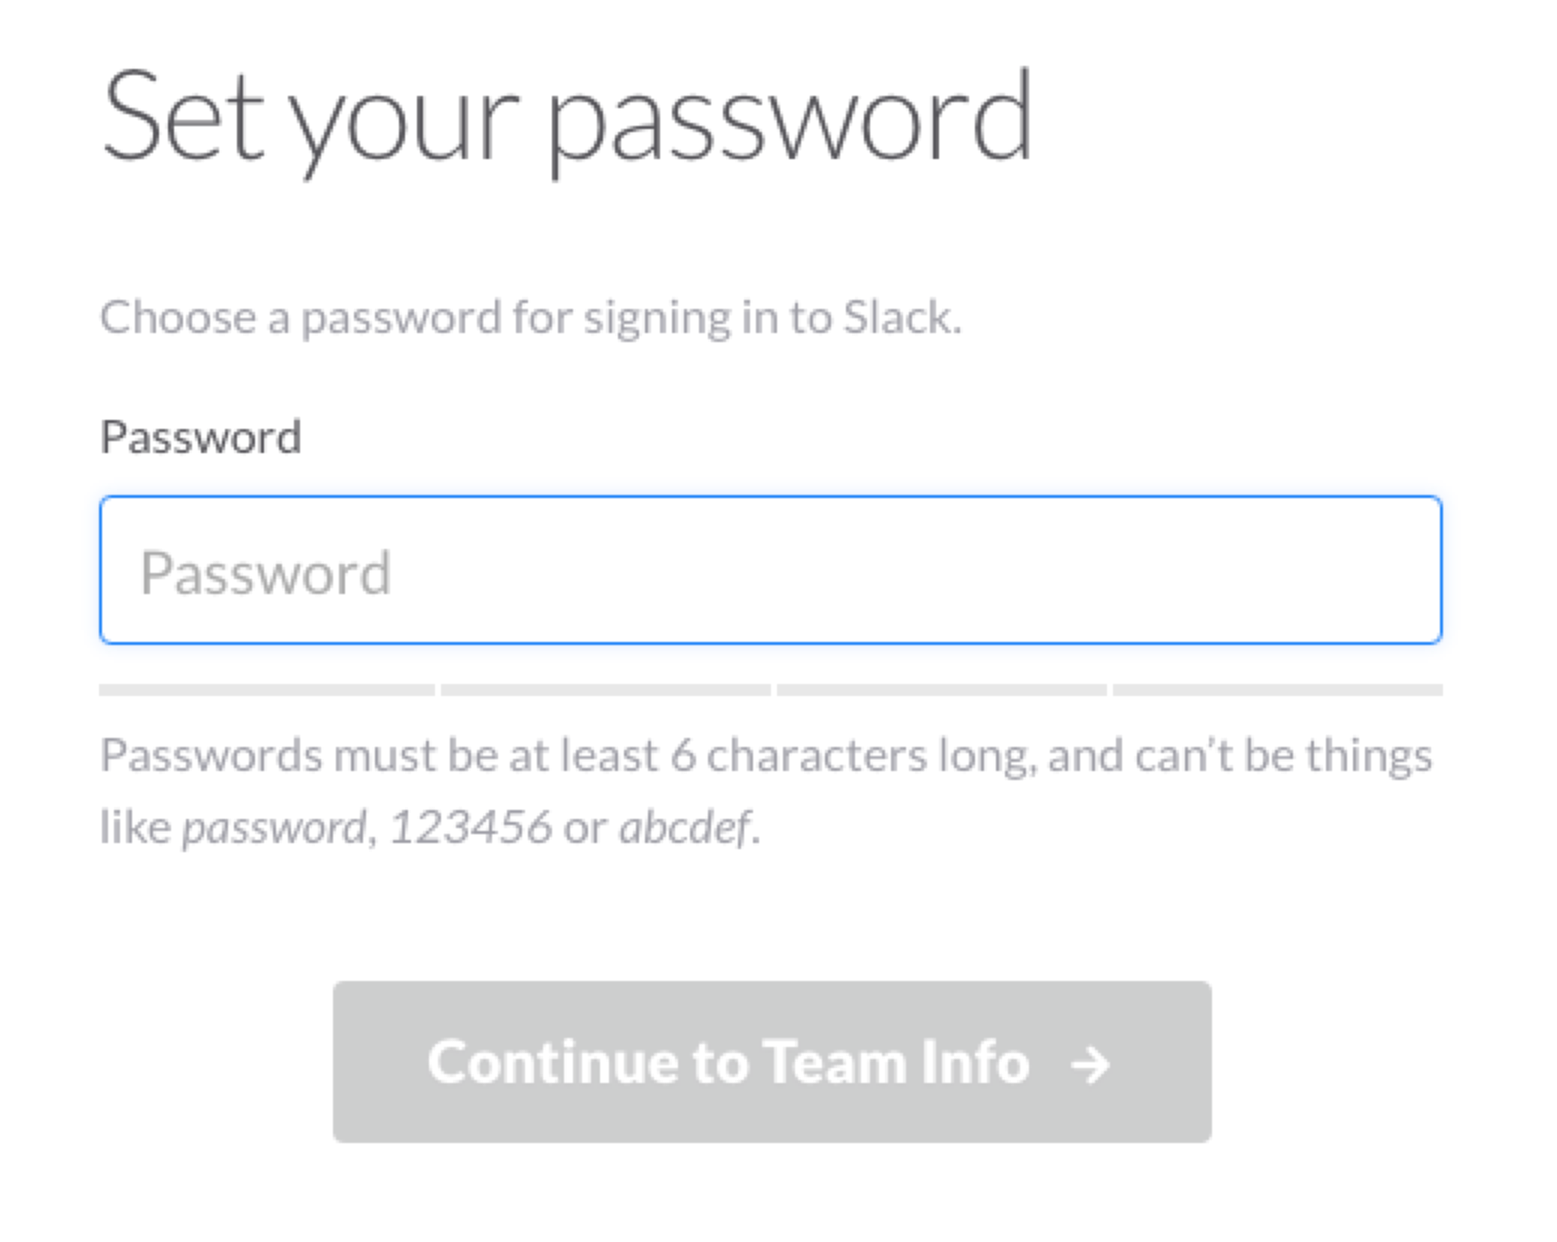 Set your password
Choose a password for signing in to Slack.
Password
Password
Passwords must be at least 6 characters long, and can’t be things
like password, 123456 or abcdef.
Continue to Team Info →